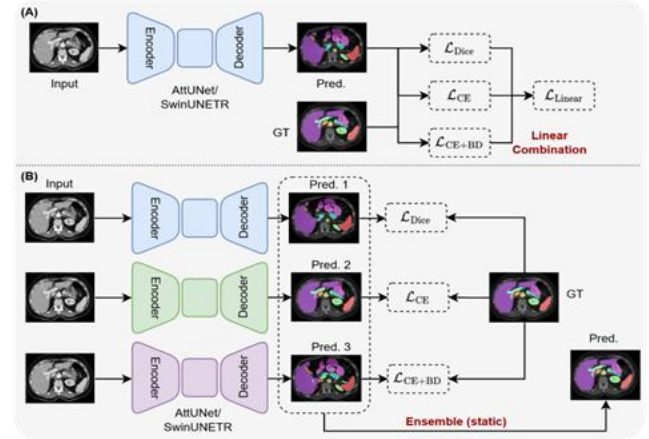 (A)
Encoder
Decoder
Input
AttUNet/
SwinUNETR
Pred.
GT
ℒDice
ℒCE
ℒCE+BD
ℒLinear
Linear
Combination
(B)
Input
Encoder
Decoder
Pred. 1
ℒDice
Encoder
Decoder
Pred. 2
ℒCE
GT
Encoder
Decoder
Pred. 3
ℒCE+BD
Pred.
AttUNet/
SwinUNETR
Ensemble (static)